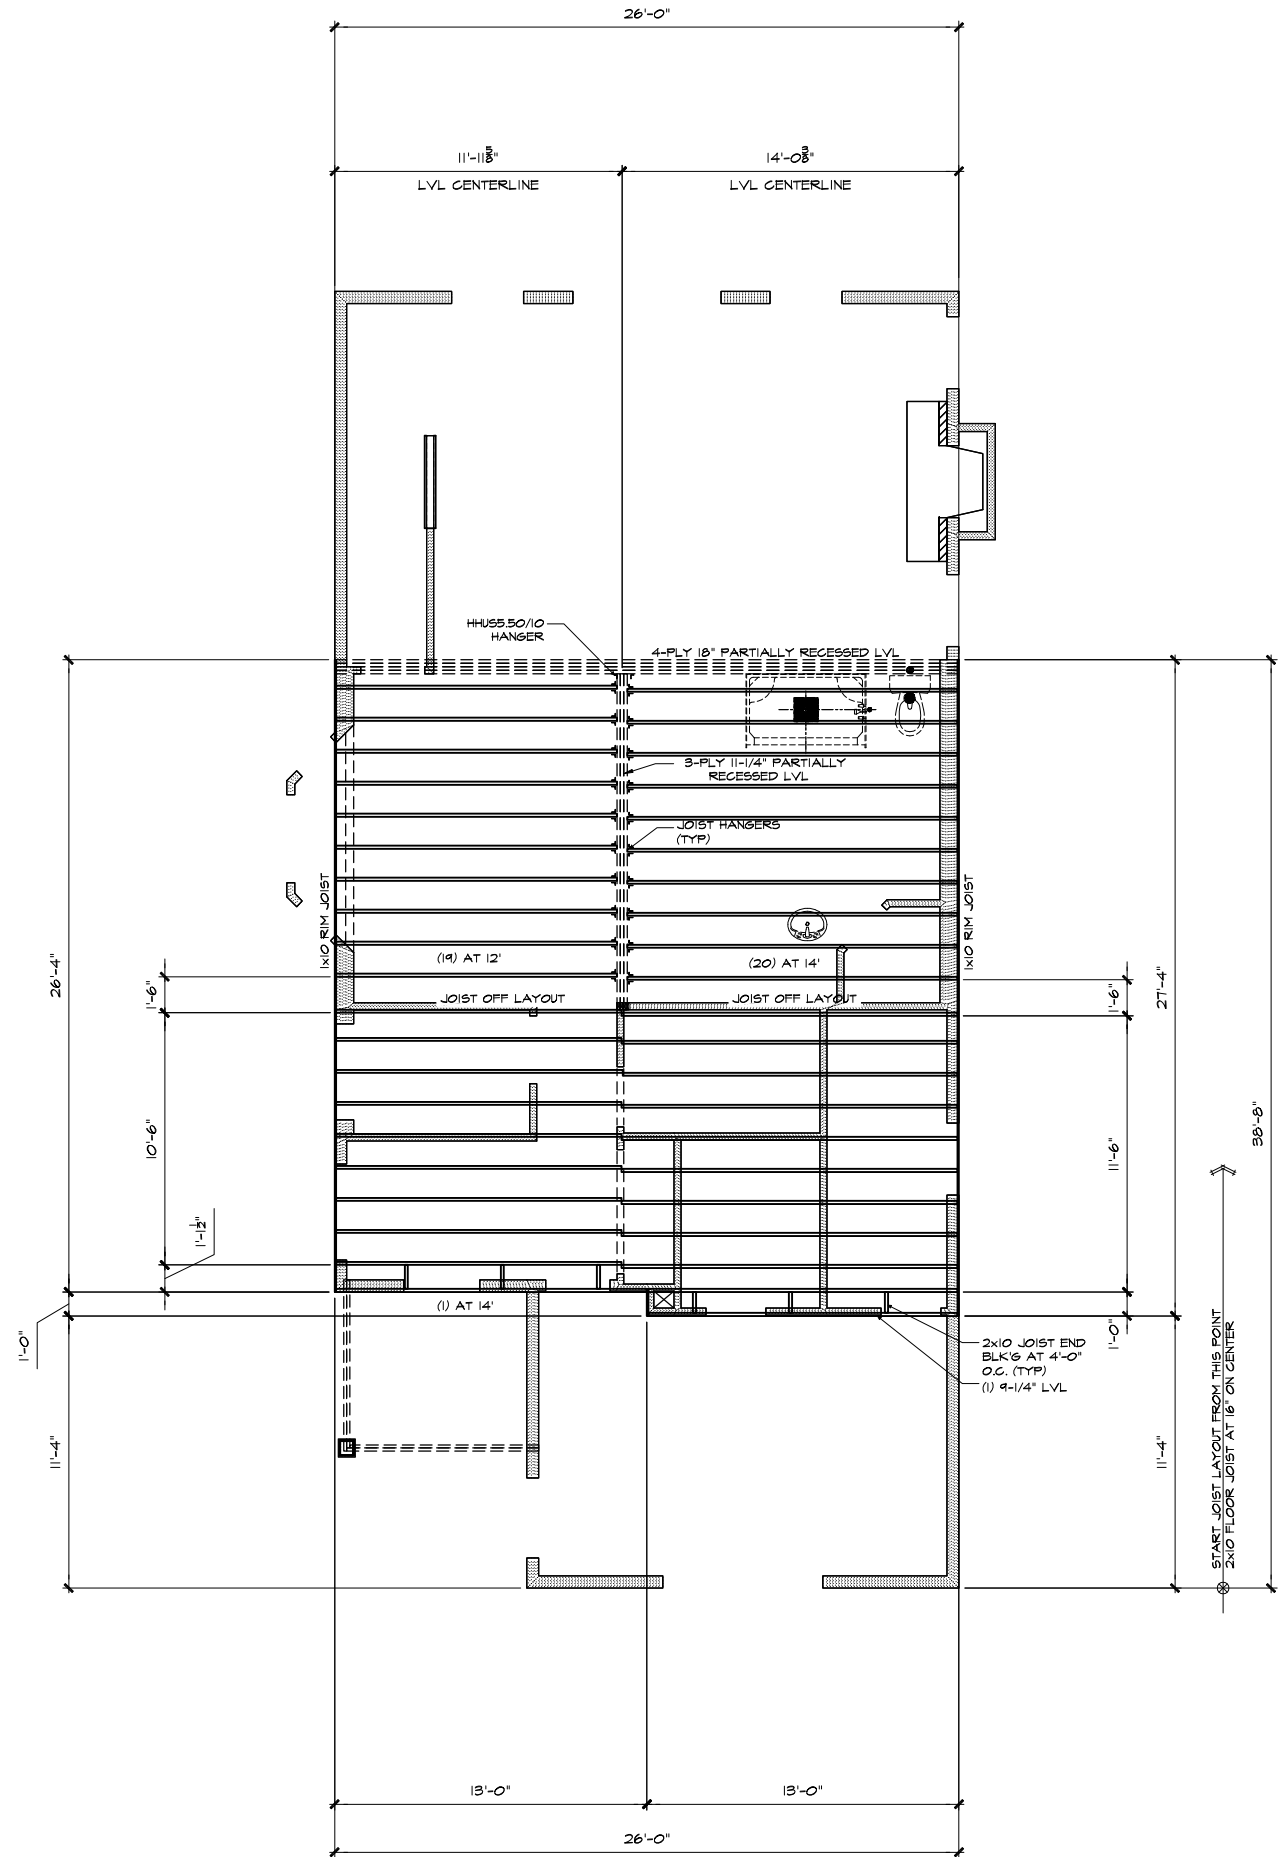 26'-0"
11'-11⅝"
14'-0⅜"
LVL CENTERLINE
LVL CENTERLINE
HHUS5.50/10
HANGER
4-PLY 18" PARTIALLY RECESSED LVL
3-PLY 11-1/4" PARTIALLY
RECESSED LVL
JOIST HANGERS
(TYP)
1x10 RIM JOIST
1x10 RIM JOIST
(19) AT 12'
(20) AT 14'
JOIST OFF LAYOUT
JOIST OFF LAYOUT
26'-4"
1'-6"
10'-6"
1'-1½"
1'-0"
11'-4"
1'-6"
27'-4"
11'-6"
38'-8"
1'-0"
11'-4"
(1) AT 14'
2x10 JOIST END
BLK'G AT 4'-0"
O.C. (TYP)
(1) 9-1/4" LVL
START JOIST LAYOUT FROM THIS POINT
2x10 FLOOR JOIST AT 16" ON CENTER
13'-0"
13'-0"
26'-0"